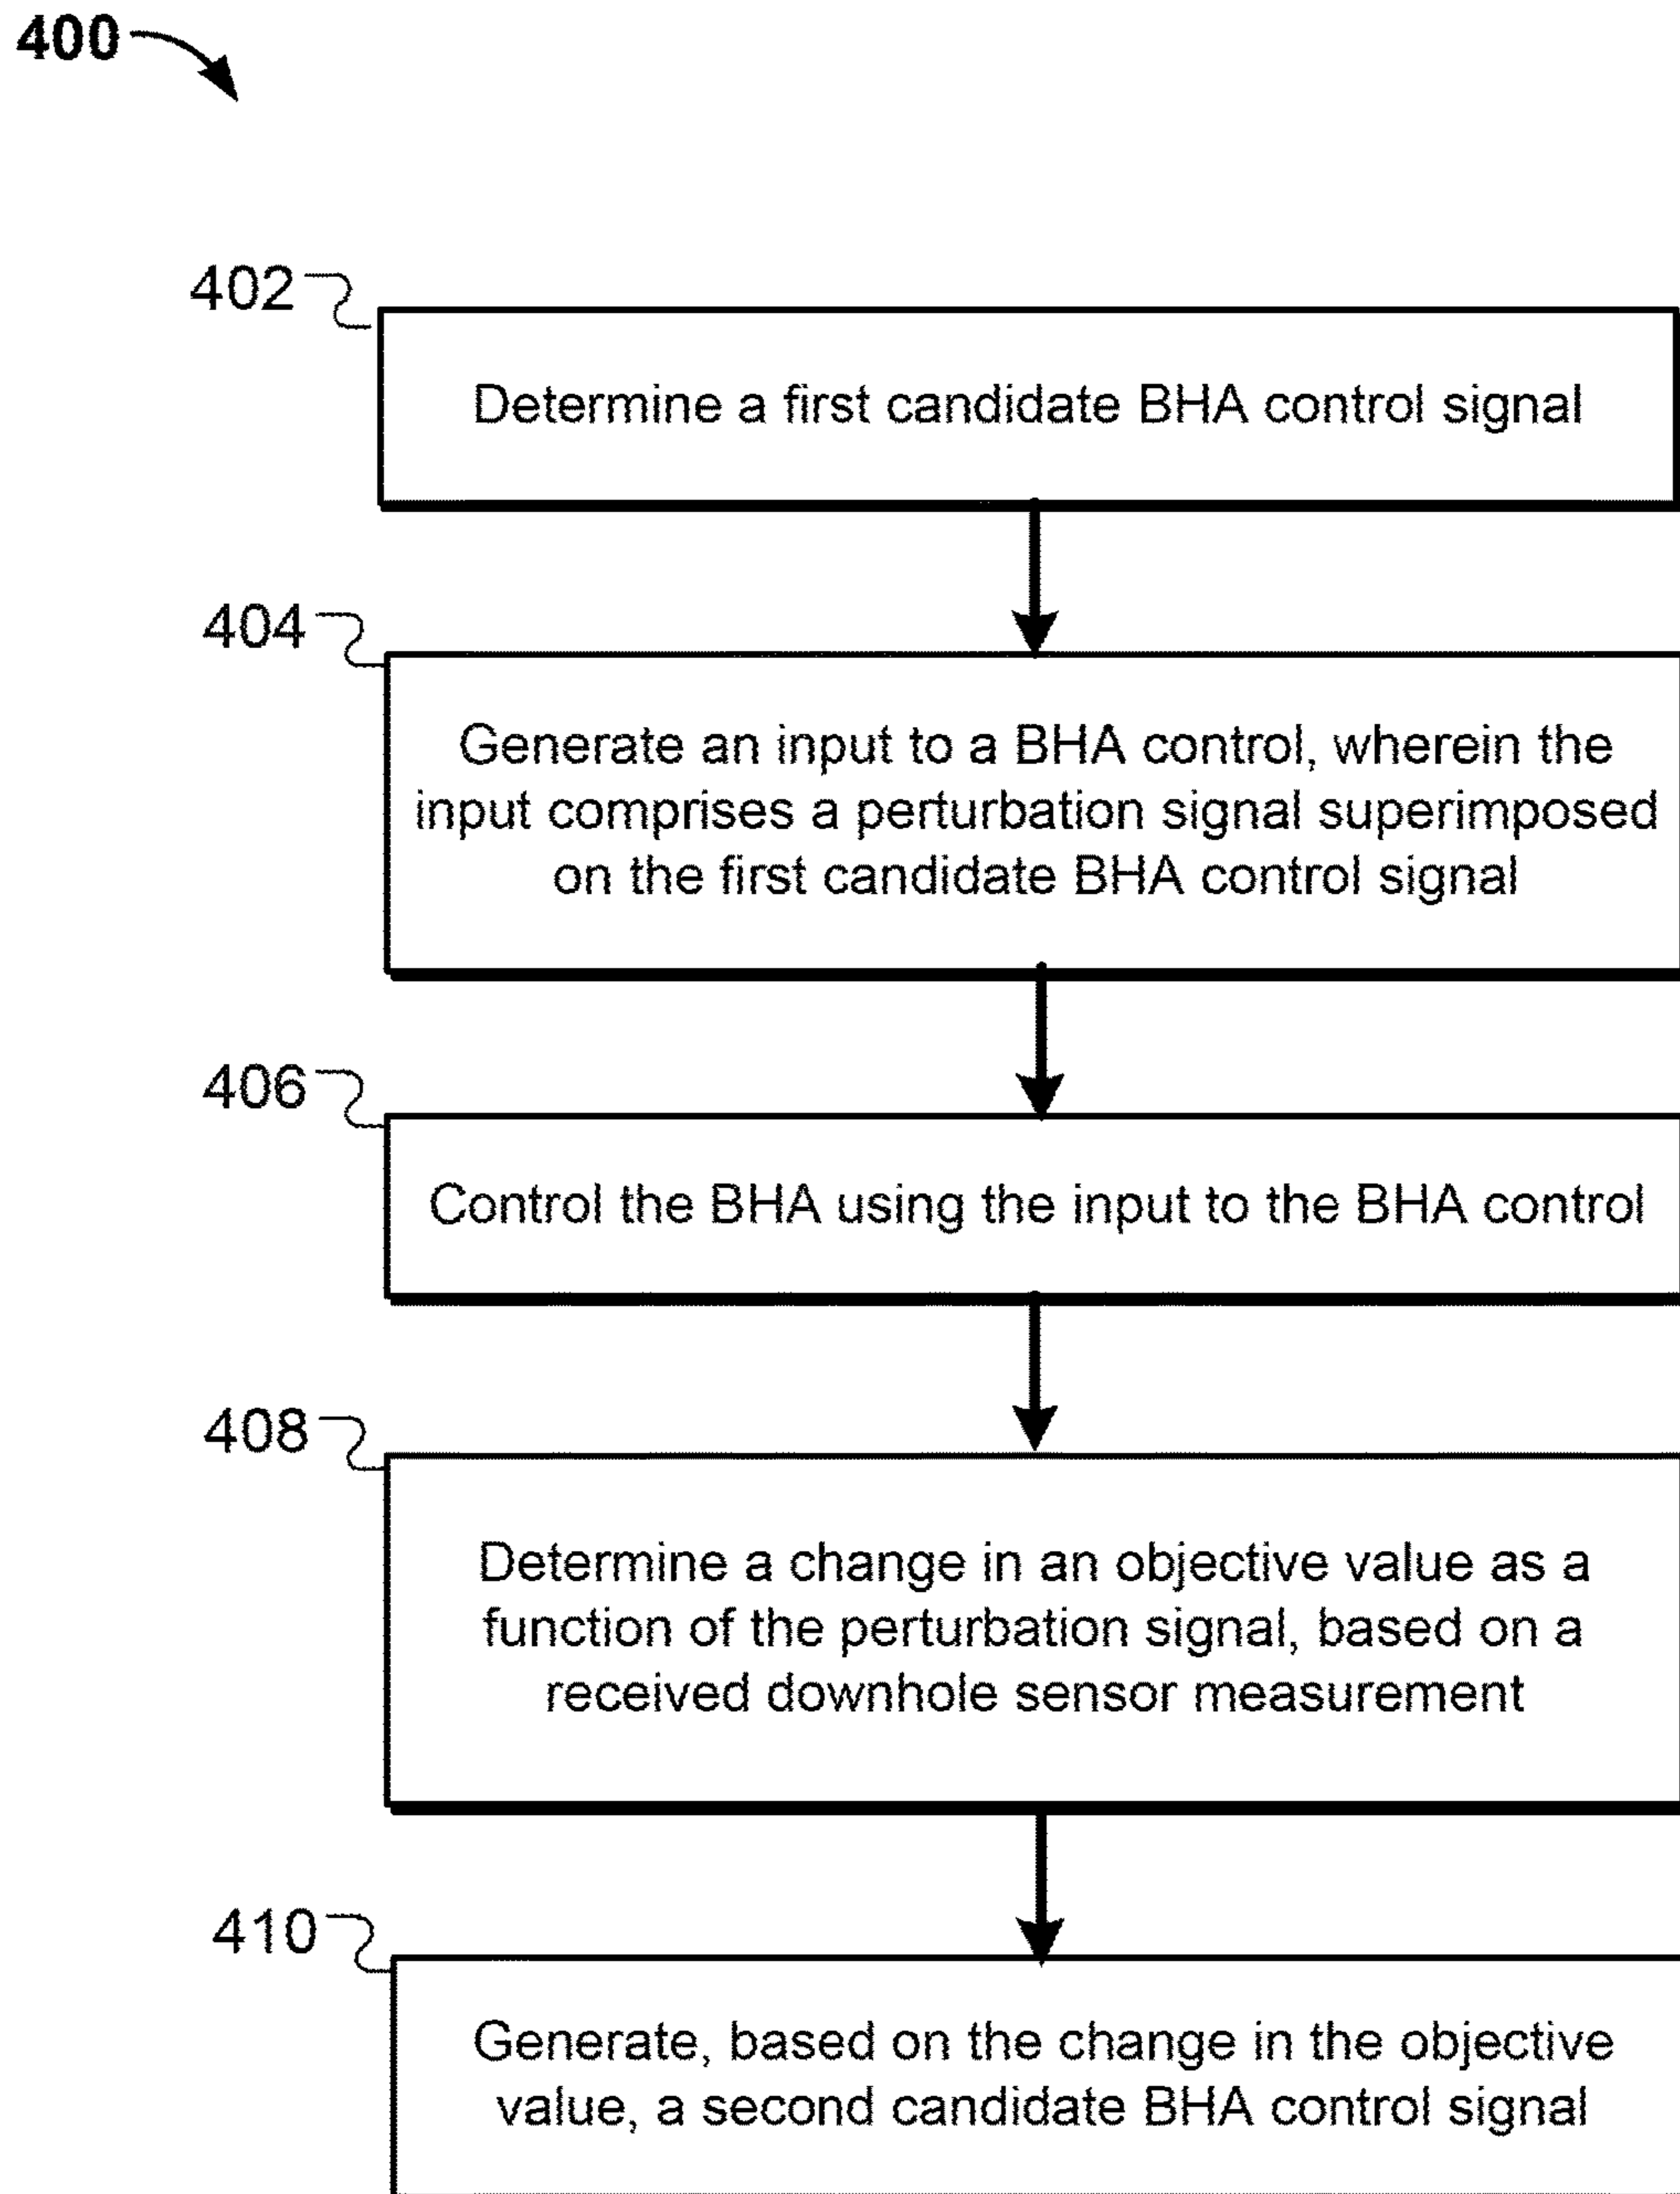 400
402
Determine a first candidate BHA control signal
404
Generate an input to a BHA control, wherein the
input comprises a perturbation signal superimposed
on the first candidate BHA control signal
406
Control the BHA using the input to the BHA control
408
Determine a change in an objective value as a
function of the perturbation signal, based on a
received downhole sensor measurement
410
Generate, based on the change in the objective
value, a second candidate BHA control signal